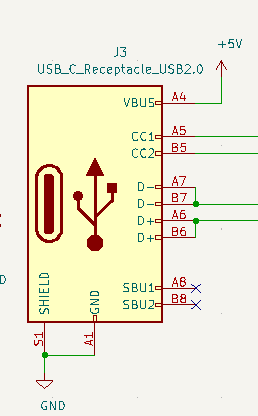 +5V
J3
USB_C_Receptacle_USB2.0
VBUS A4
CC1 A5
CC2 B5
D- A7
D- B7
D+ A6
D+ B6
SBU1 A8
SBU2 B8
SHIELD
GND
S1
A1
D
GND